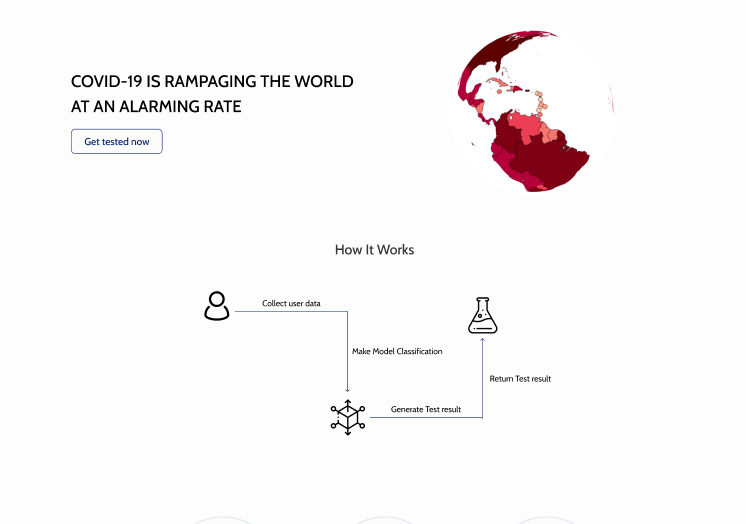 COVID-19 IS RAMPAGING THE WORLD
AT AN ALARMING RATE
Get tested now
How It Works
Collect user data
Make Model Classification
Return Test result
Generate Test result